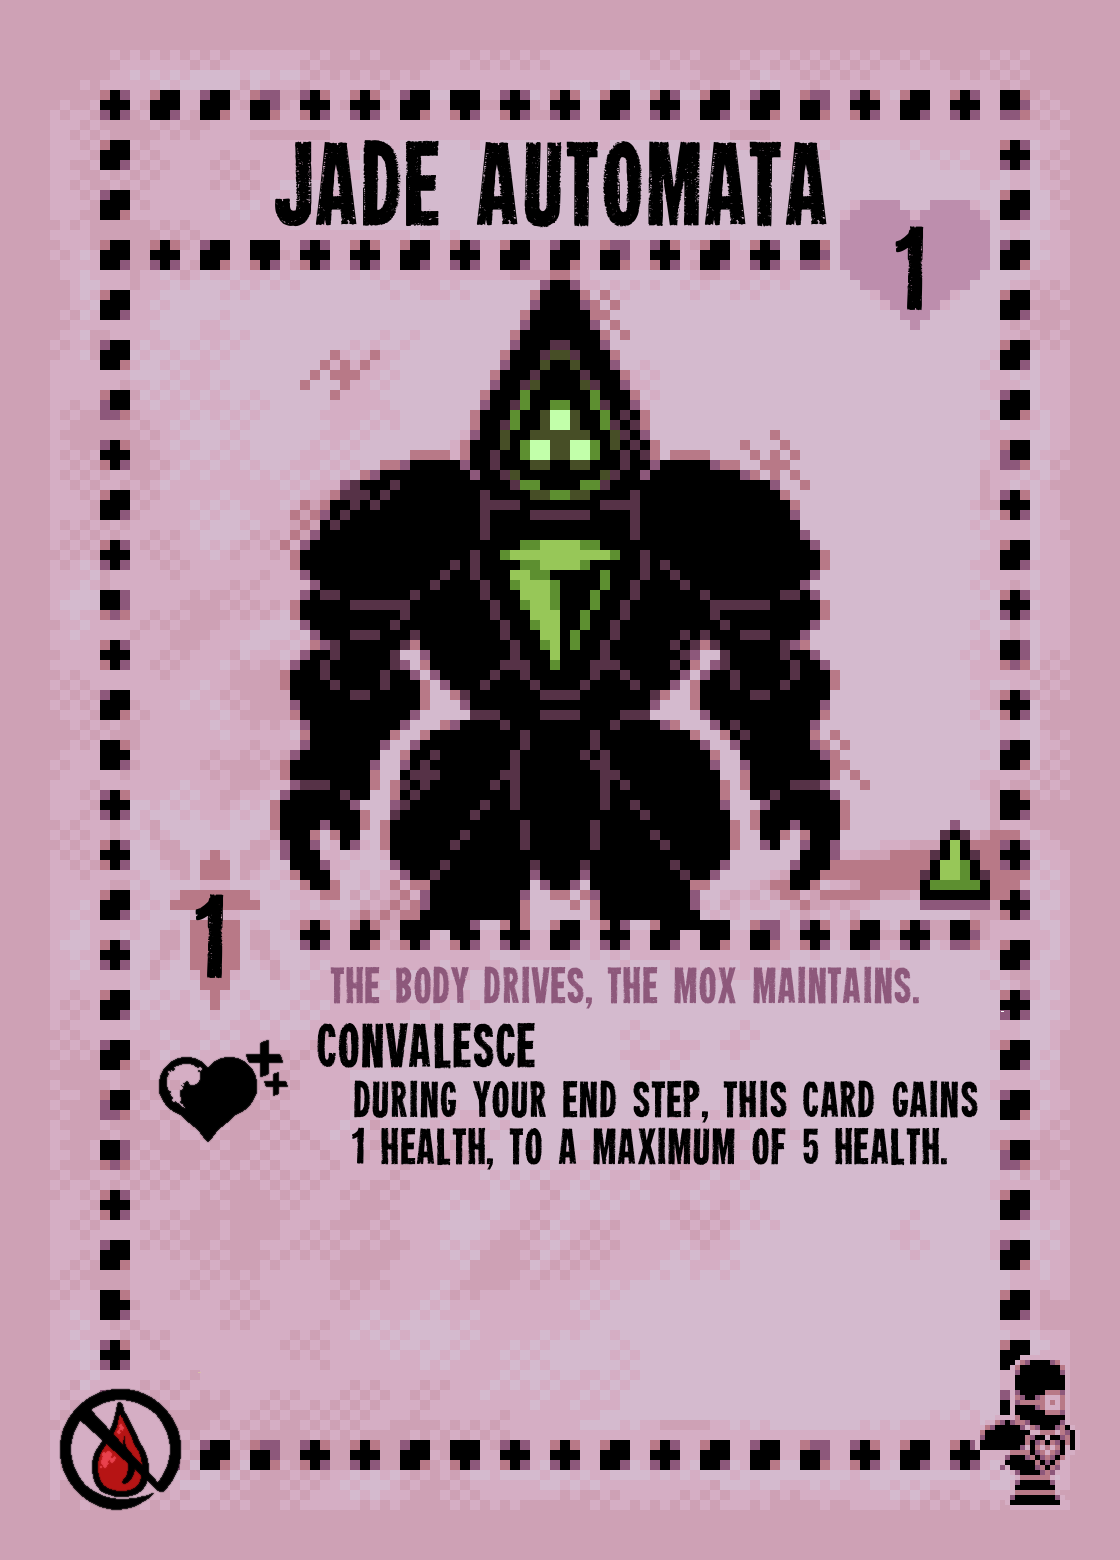 JADE AUTOMATA
1
1
THE BODY DRIVES, THE MOX MAINTAINS.
CONVALESCE
DURING YOUR END STEP, THIS CARD GAINS
1 HEALTH, TO A MAXIMUM OF 5 HEALTH.